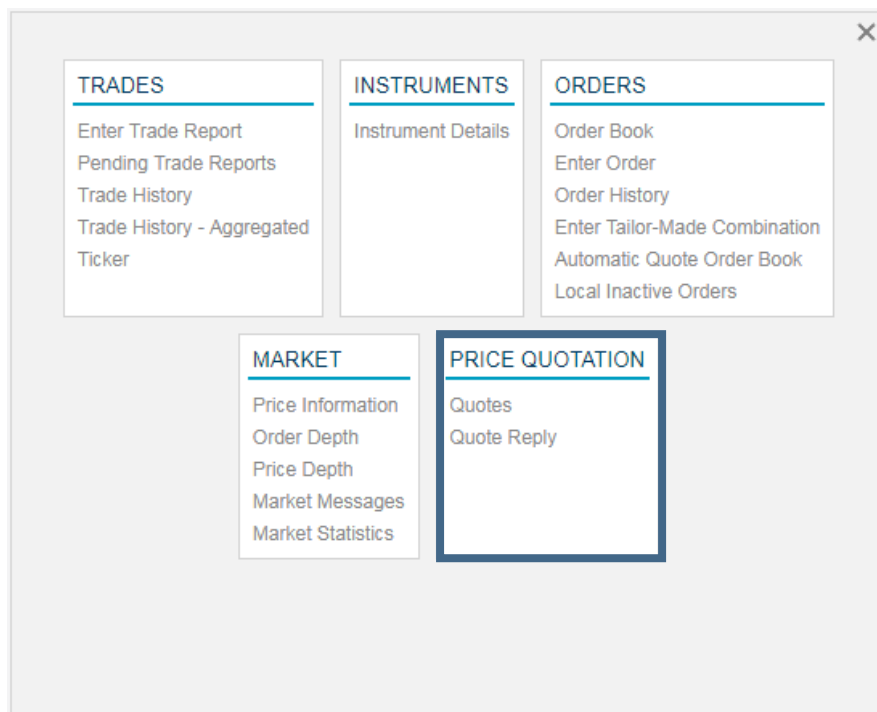 TRADES
Enter Trade Report
Pending Trade Reports
Trade History
Trade History - Aggregated
Ticker
INSTRUMENTS
Instrument Details
ORDERS
Order Book
Enter Order
Order History
Enter Tailor-Made Combination
Automatic Quote Order Book
Local Inactive Orders
MARKET
Price Information
Order Depth
Price Depth
Market Messages
Market Statistics
PRICE QUOTATION
Quotes
Quote Reply